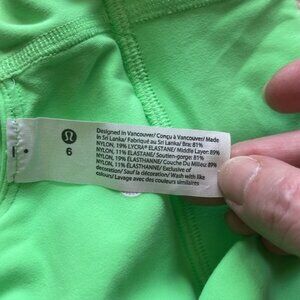 6
Designed in Vancouver/ Conçu à Vancouver/ Made
in Sri Lanka/ Fabriqué au Sri Lanka/ Bra: 81%
NYLON, 19% LYCRA® ELASTANE/ Middle Layer: 89%
NYLON, 11% ELASTANE/ Soutien-gorge: 81%
NYLON, 19% ÉLASTHANNE/ Couche Du Milieu: 89%
NYLON, 11% ÉLASTHANNE/ Exclusive of
decoration/ Sauf la décoration/ Wash with like
colours/ Lavage avec des couleurs similaires